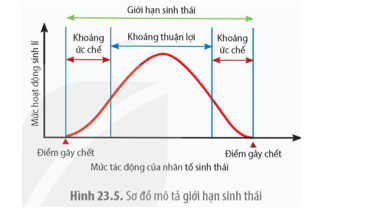 Giới hạn sinh thái
Khoảng
ức chế
Khoảng thuận lợi
Khoảng
ức chế
Mức hoạt động sinh lí
Điểm gây chết
Điểm gây chết
Mức tác động của nhân tố sinh thái
Hình 23.5. Sơ đồ mô tả giới hạn sinh thái